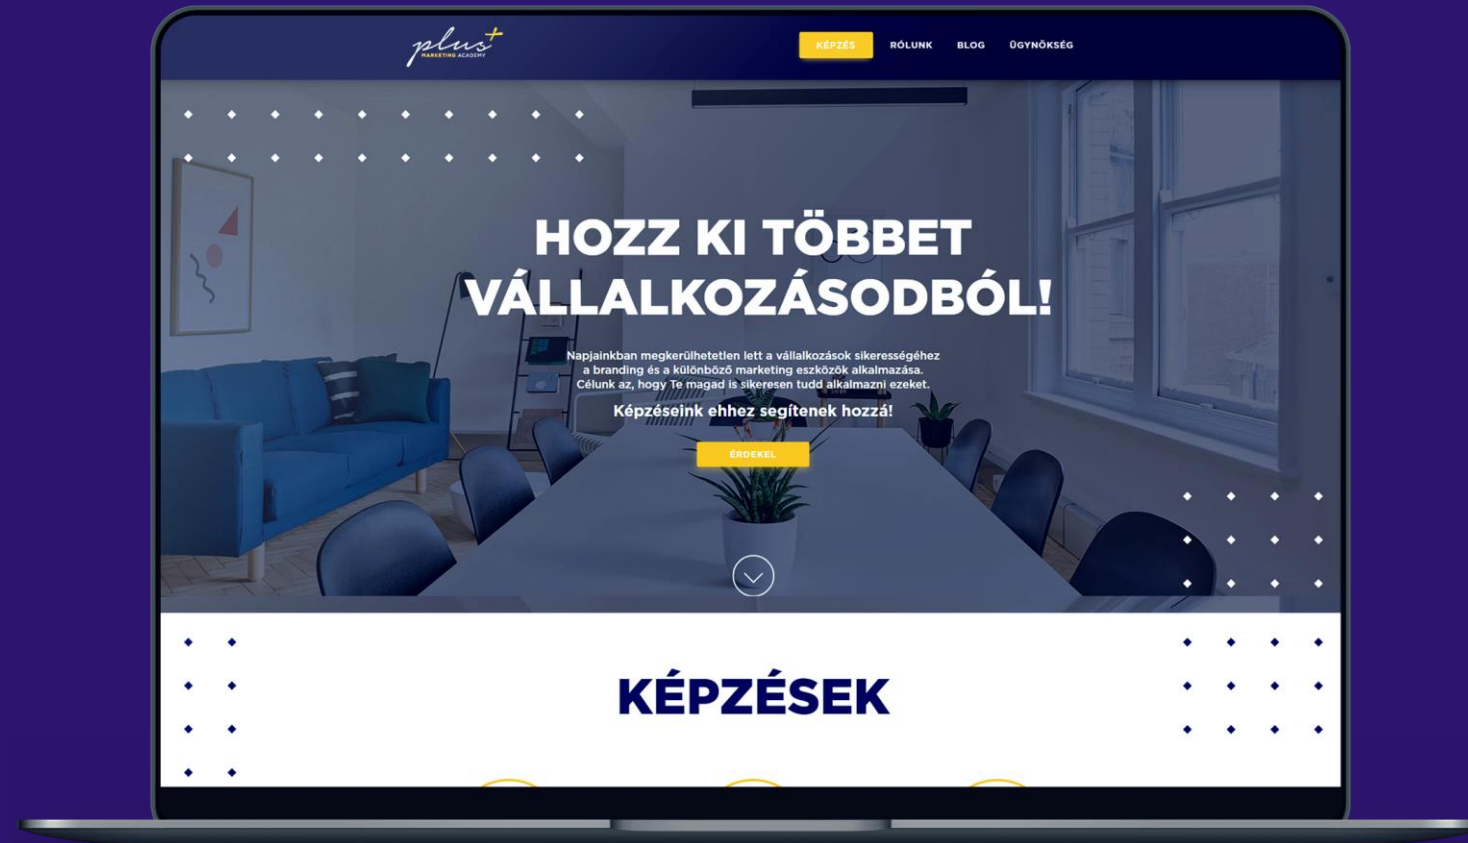 plus+
MARKETING ACADEMY
KÉPZÉS
RÓLUNK
BLOG
ÜGYNÖKSÉG
HOZZ KI TÖBBET
VÁLLALKOZÁSODBÓL!
Napjainkban megkerülhetetlen lett a vállalkozások sikerességéhez
a branding és a különböző marketing eszközök alkalmazása.
Célunk az, hogy Te magad is sikeresen tudd alkalmazni ezeket.
Képzéseink ehhez segítenek hozzá!
ÉRDEKEL
KÉPZÉSEK